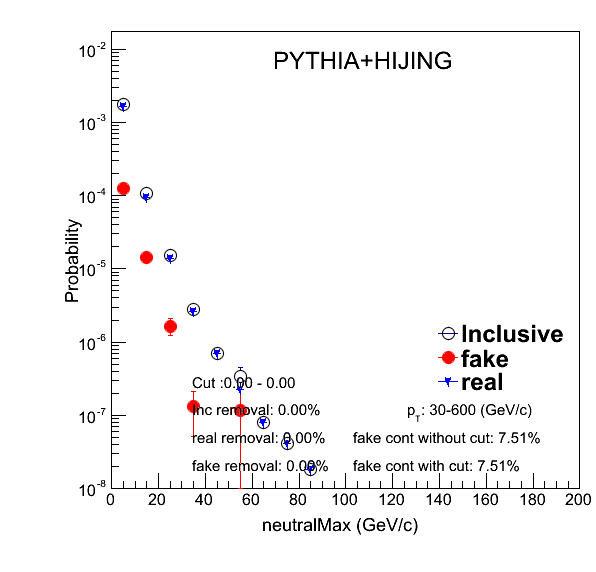 PYTHIA+HIJING
10-2
10-3
10-4
10-5
10-6
10-7
10-8
Probability
Inclusive
fake
real
Cut :0.00 - 0.00
Inc removal: 0.00%
pT: 30-600 (GeV/c)
real removal: 0.00%
fake cont without cut: 7.51%
fake removal: 0.00%
fake cont with cut: 7.51%
0 20 40 60 80 100 120 140 160 180 200
neutralMax (GeV/c)